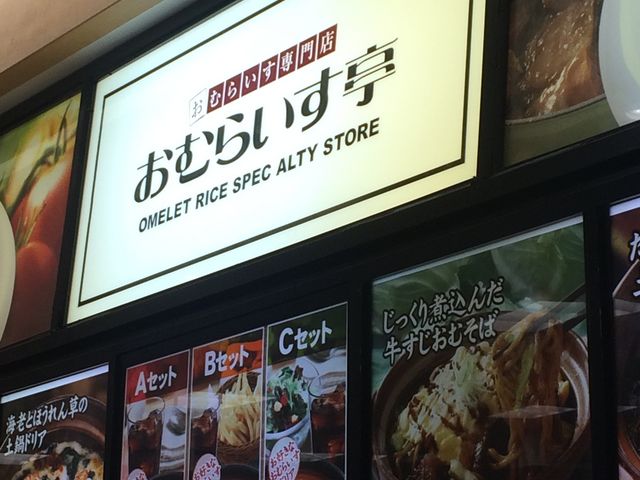 おむらいす専門店
おむらいす亭
OMELET RICE SPEC ALTY STORE
Aセット
Bセット
Cセット
じっくり煮込んだ
牛すじおむそば
海老とほうれん草の
土鍋ドリア